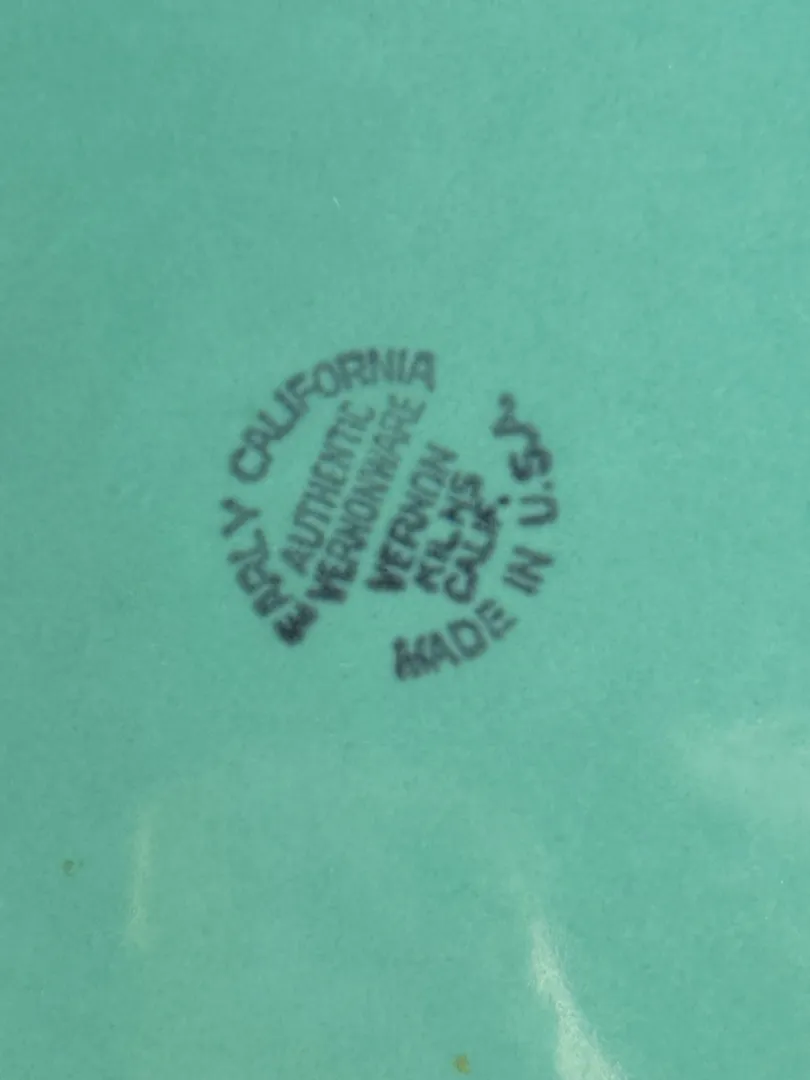 EARLY CALIFORNIA
AUTHENTIC
VERNONWARE
VERNON
KILNS
CALIF.
MADE IN U.S.A.